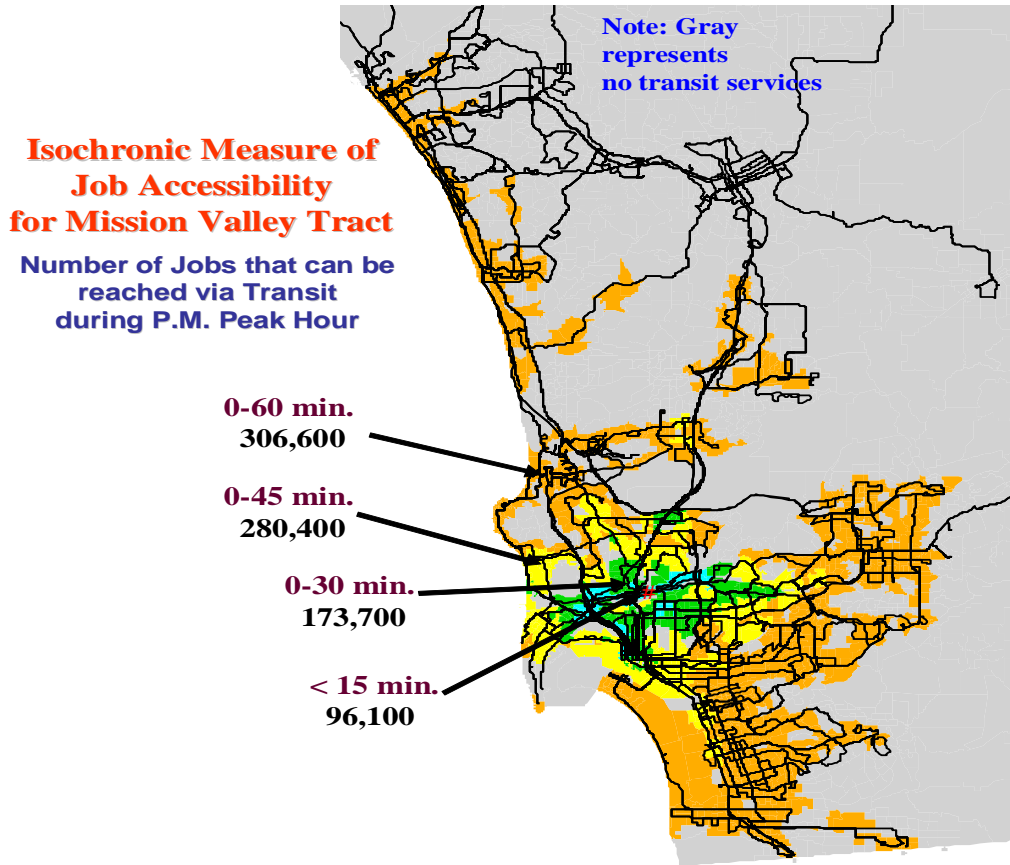 Note: Gray
represents
no transit services
Isochronic Measure of
Job Accessibility
for Mission Valley Tract
Number of Jobs that can be
reached via Transit
during P.M. Peak Hour
0-60 min.
306,600
0-45 min.
280,400
0-30 min.
173,700
< 15 min.
96,100
#